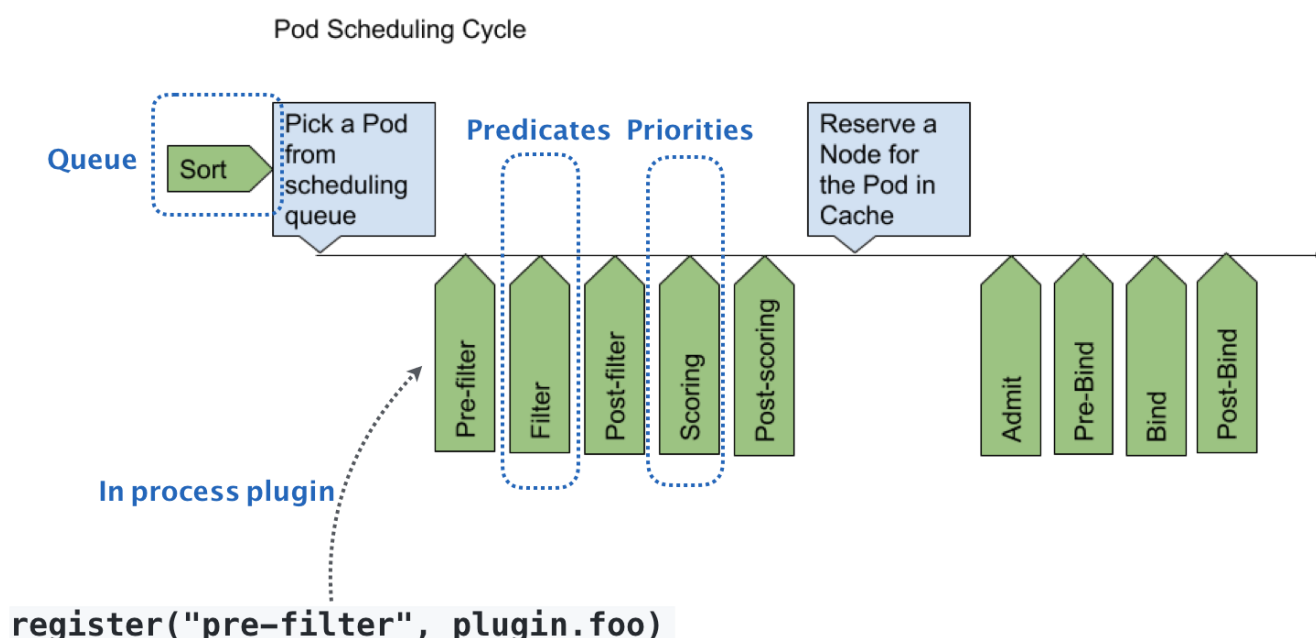 Pod Scheduling Cycle
Queue
Sort
Pick a Pod
from
scheduling
queue
Predicates
Priorities
Reserve a
Node for
the Pod in
Cache
Pre-filter
Filter
Post-filter
Scoring
Post-scoring
Admit
Pre-Bind
Bind
Post-Bind
In process plugin
register("pre-filter", plugin.foo)